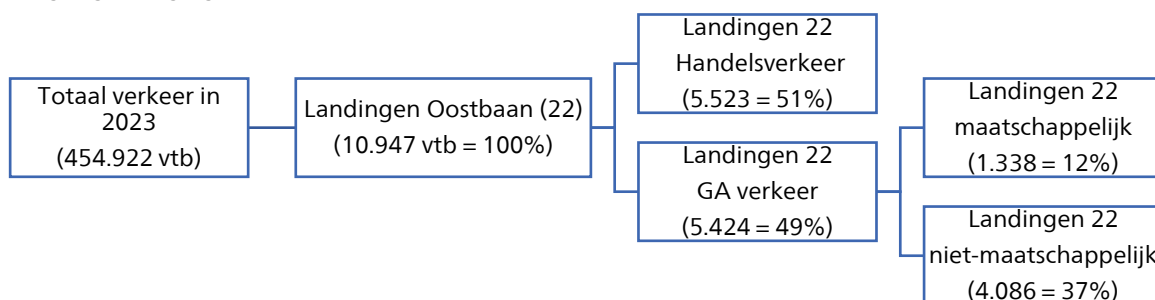 Totaal verkeer in
2023
(454.922 vtb)
Landingen Oostbaan (22)
(10.947 vtb = 100%)
Landingen 22
Handelsverkeer
(5.523 = 51%)
Landingen 22
GA verkeer
(5.424 = 49%)
Landingen 22
maatschappelijk
(1.338 = 12%)
Landingen 22
niet-maatschappelijk
(4.086 = 37%)